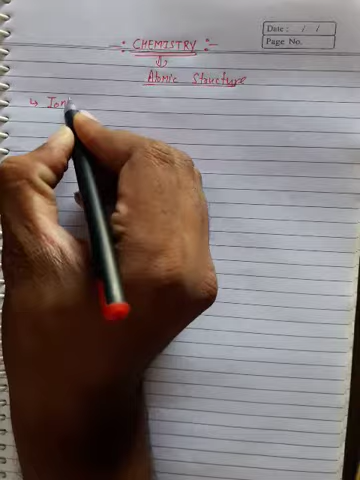 Date : / /
Page No.
—: CHEMISTRY :—
Atomic Structure
↳ Ion